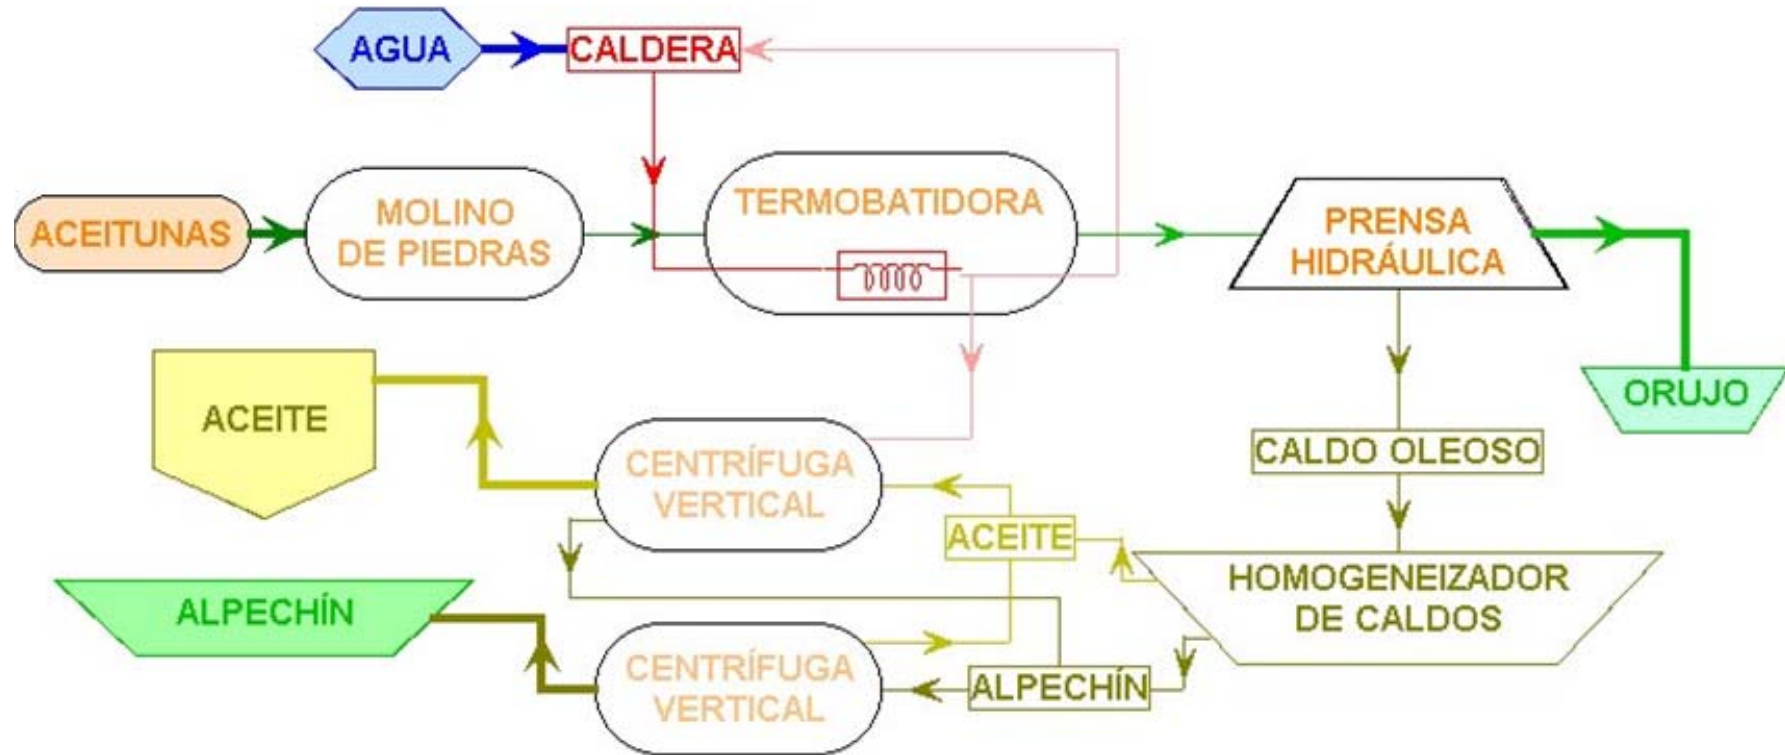 AGUA
CALDERA
ACEITUNAS
MOLINO
DE PIEDRAS
TERMOBATIDORA
PRENSA
HIDRÁULICA
ORUJO
ACEITE
CENTRÍFUGA
VERTICAL
CALDO OLEOSO
ACEITE
HOMOGENEIZADOR
DE CALDOS
ALPECHÍN
CENTRÍFUGA
VERTICAL
ALPECHÍN